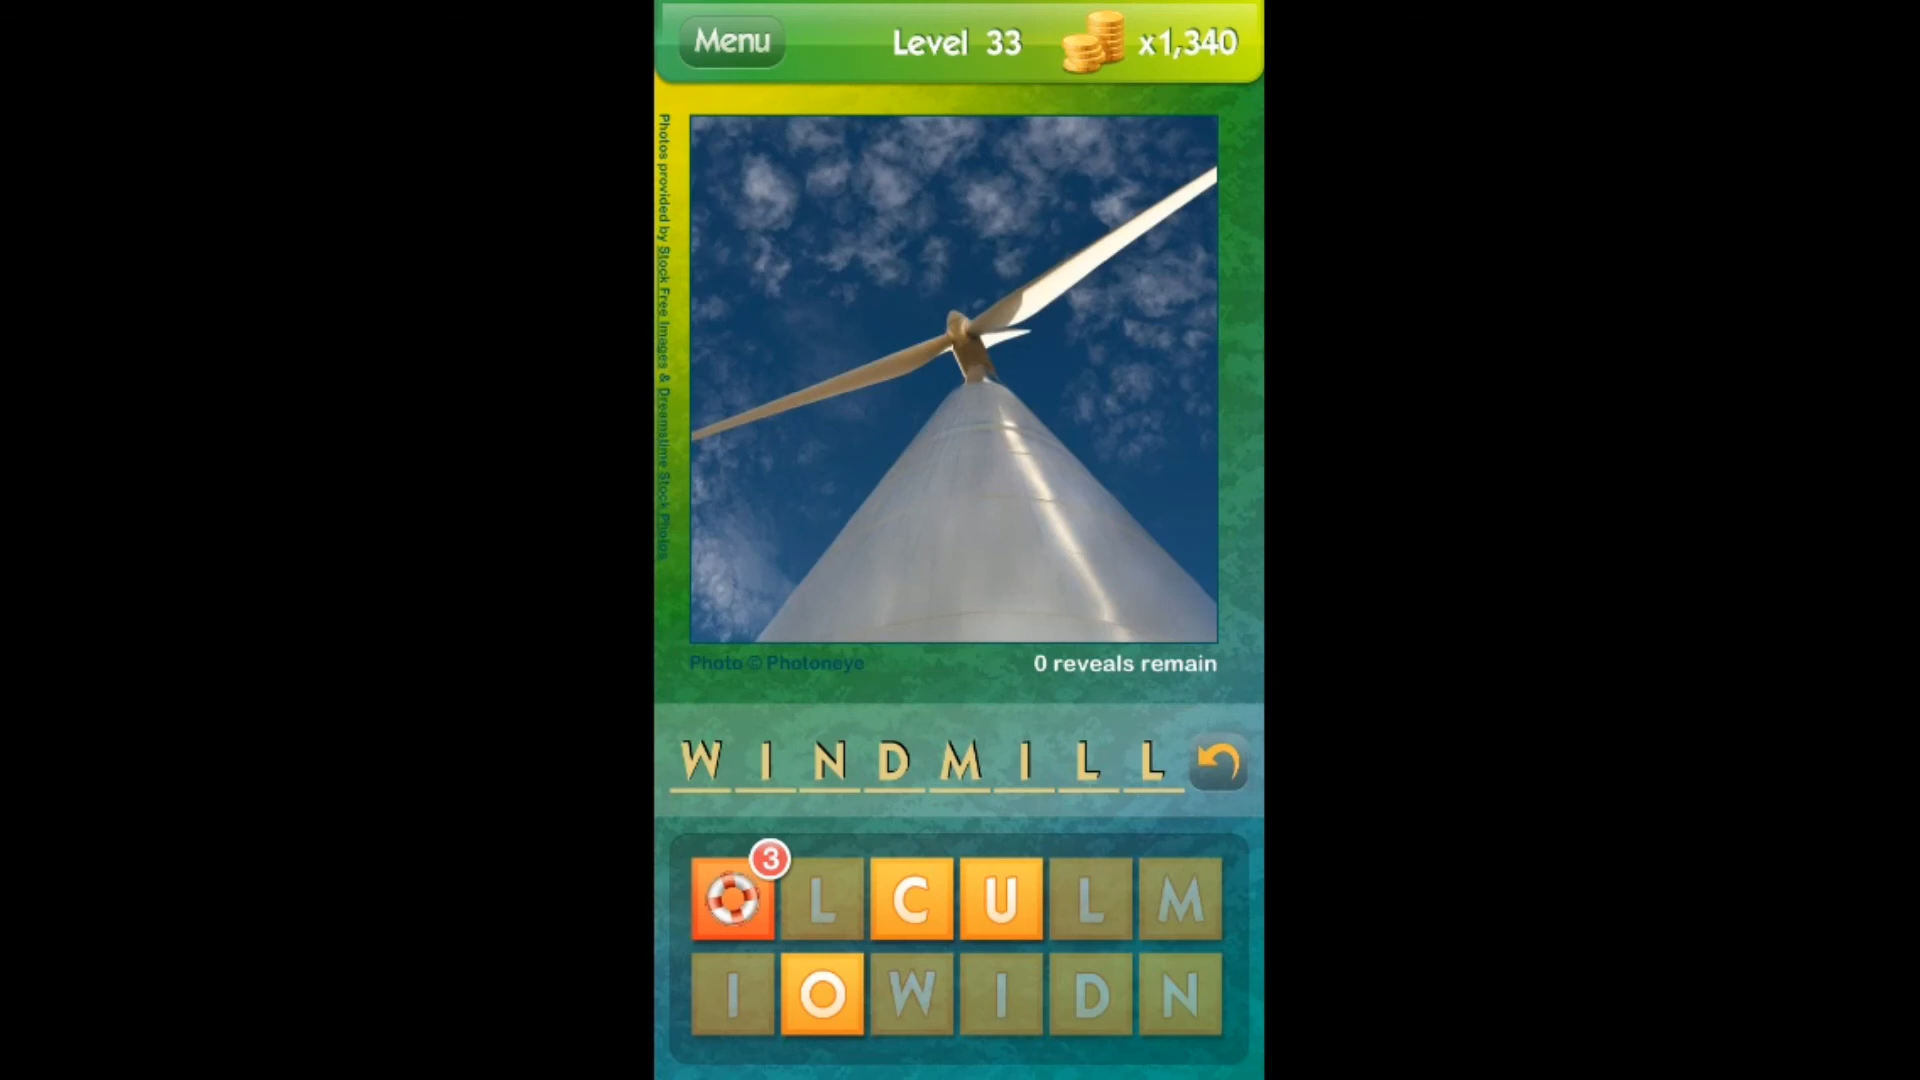 Menu
Level 33
x1,340
Photos provided by Stock Free Images & Dreamstime Stock Photos
Photo © Photoneye
0 reveals remain
WINDMILL
3
L C U L M
I O W I D N